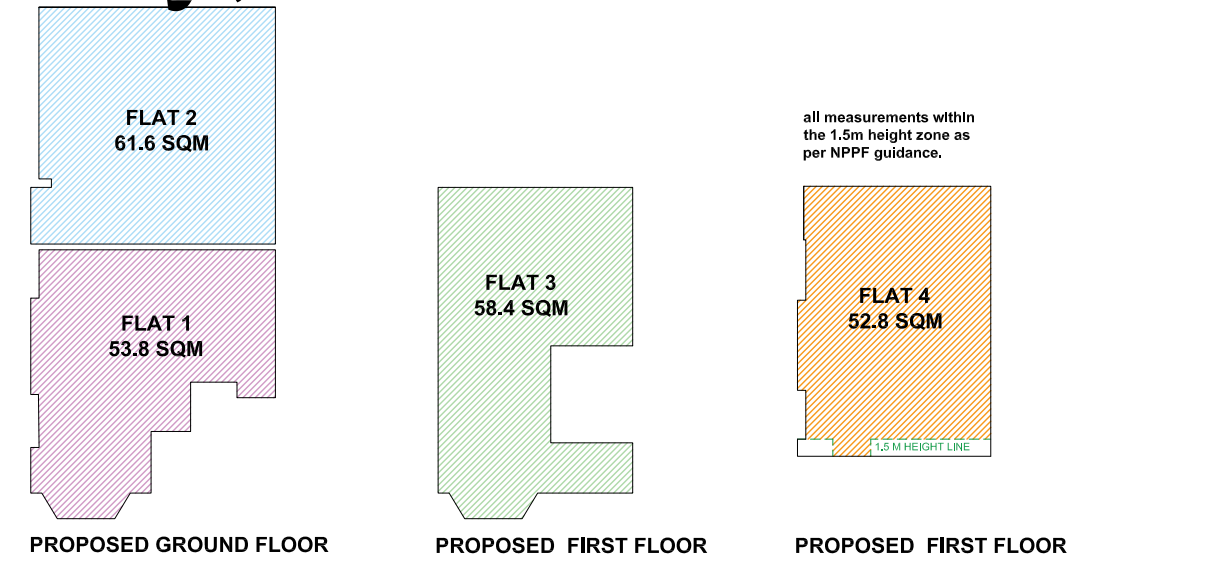 FLAT 2
61.6 SQM
FLAT 1
53.8 SQM
PROPOSED GROUND FLOOR
FLAT 3
58.4 SQM
PROPOSED FIRST FLOOR
all measurements within
the 1.5m height zone as
per NPPF guidance.
FLAT 4
52.8 SQM
1.5 M HEIGHT LINE
PROPOSED FIRST FLOOR